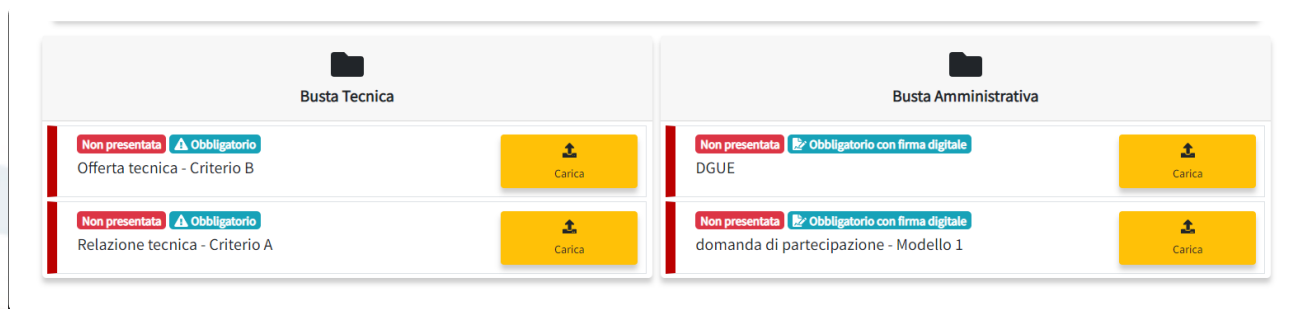 Busta Tecnica
Non presentata Obbligatorio
Offerta tecnica - Criterio B
Carica
Non presentata Obbligatorio
Relazione tecnica - Criterio A
Carica
Busta Amministrativa
Non presentata Obbligatorio con firma digitale
DGUE
Carica
Non presentata Obbligatorio con firma digitale
domanda di partecipazione - Modello 1
Carica